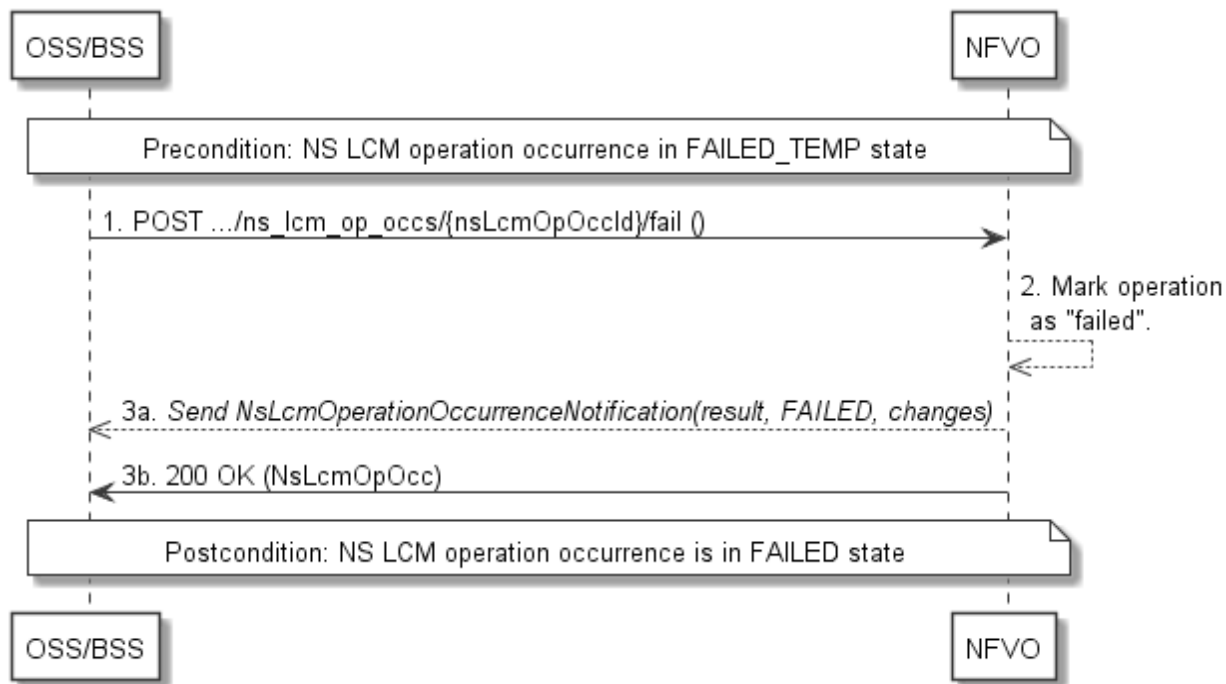 OSS/BSS
NFVO
Precondition: NS LCM operation occurrence in FAILED_TEMP state
1. POST .../ns_lcm_op_occs/{nsLcmOpOccId}/fail ()
2. Mark operation
as "failed".
3a. Send NsLcmOperationOccurrenceNotification(result, FAILED, changes)
3b. 200 OK (NsLcmOpOcc)
Postcondition: NS LCM operation occurrence is in FAILED state
OSS/BSS
NFVO